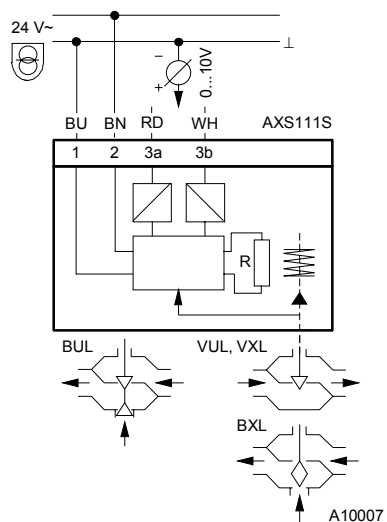 24 V~
⊥
−
+
0...10V
BU BN RD WH AXS111S
1 2 3a 3b
R
BUL VUL, VXL
BXL
A10007